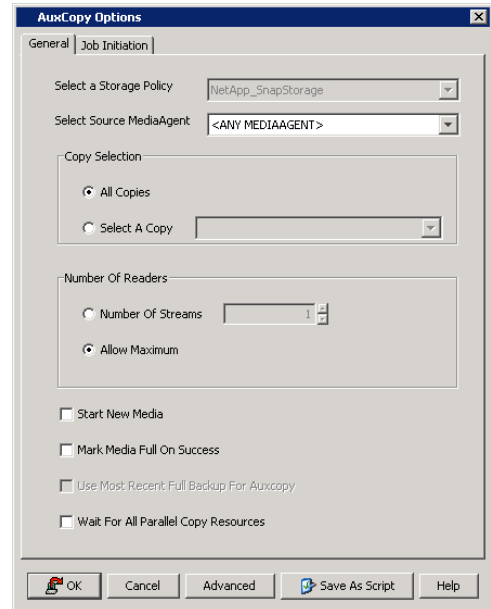 AuxCopy Options
General Job Initiation
Select a Storage Policy NetApp_SnapStorage
Select Source MediaAgent <ANY MEDIAAGENT>
Copy Selection
All Copies
Select A Copy
Number Of Readers
Number Of Streams 1
Allow Maximum
Start New Media
Mark Media Full On Success
Use Most Recent Full Backup For Auxcopy
Wait For All Parallel Copy Resources
OK Cancel Advanced Save As Script Help